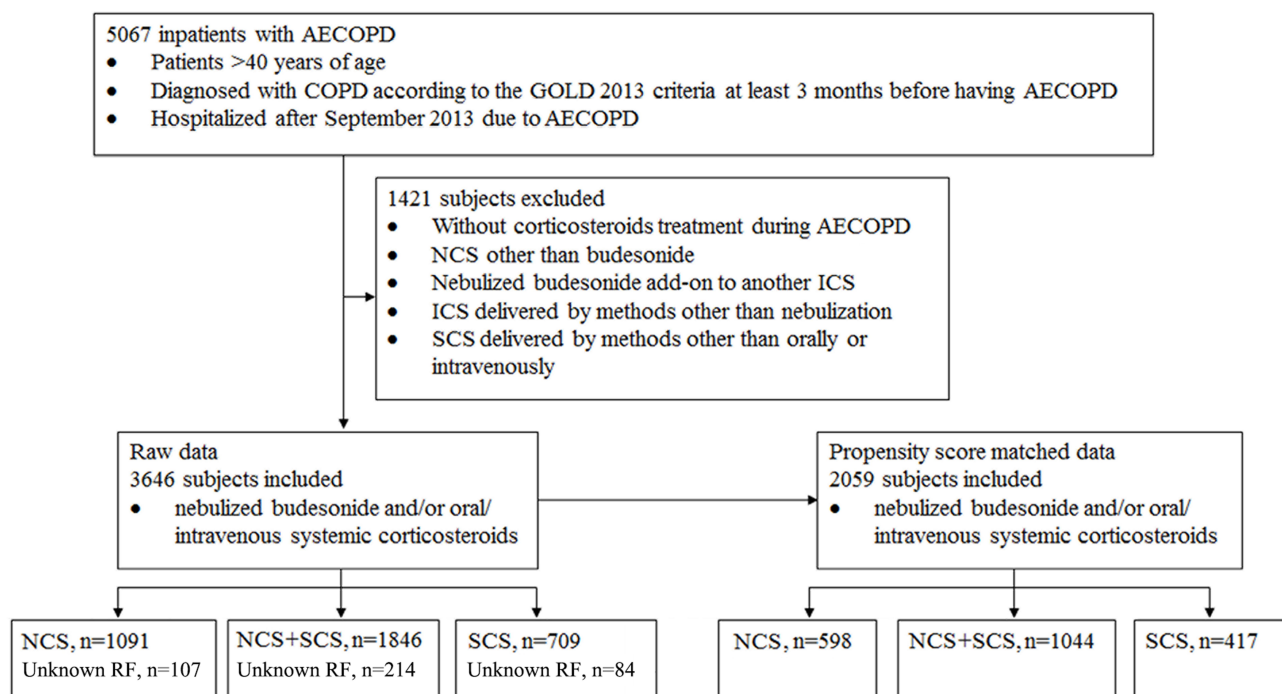 5067 inpatients with AECOPD
● Patients >40 years of age
● Diagnosed with COPD according to the GOLD 2013 criteria at least 3 months before having AECOPD
● Hospitalized after September 2013 due to AECOPD
1421 subjects excluded
● Without corticosteroids treatment during AECOPD
● NCS other than budesonide
● Nebulized budesonide add-on to another ICS
● ICS delivered by methods other than nebulization
● SCS delivered by methods other than orally or
intravenously
Raw data
3646 subjects included
● nebulized budesonide and/or oral/
intravenous systemic corticosteroids
Propensity score matched data
2059 subjects included
● nebulized budesonide and/or oral/
intravenous systemic corticosteroids
NCS, n=1091
Unknown RF, n=107
NCS+SCS, n=1846
Unknown RF, n=214
SCS, n=709
Unknown RF, n=84
NCS, n=598
NCS+SCS, n=1044
SCS, n=417